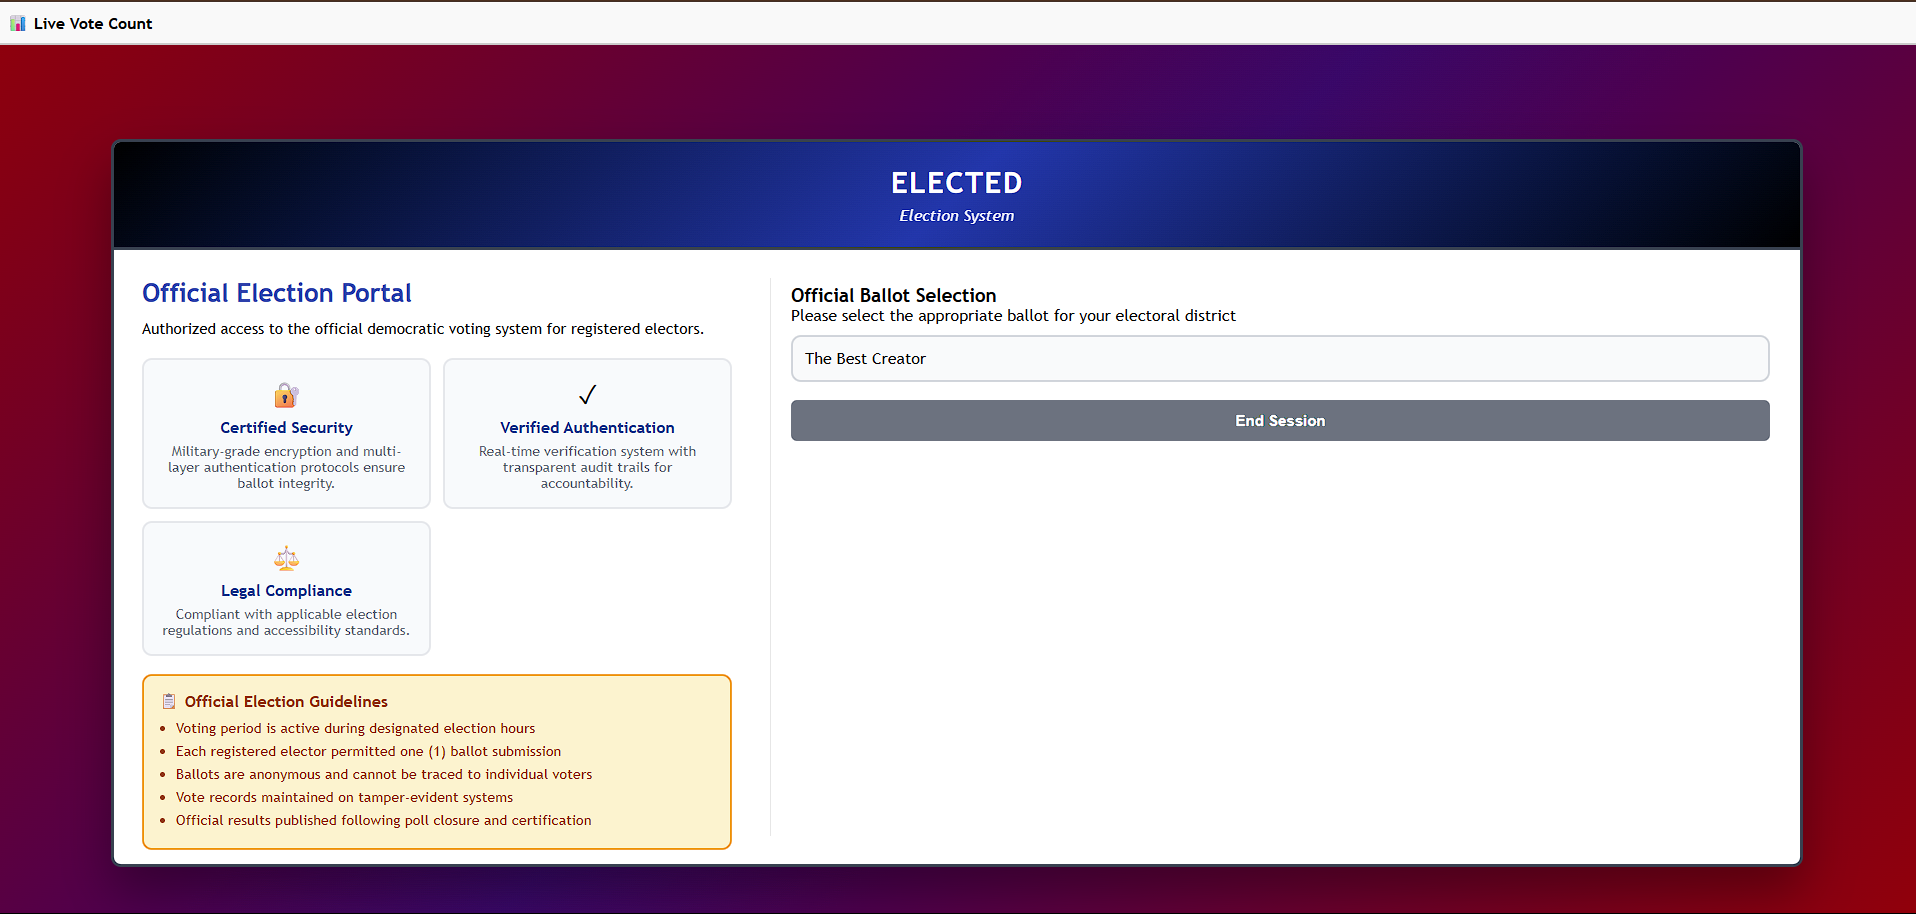 Live Vote Count
ELECTED
Election System
Official Election Portal
Authorized access to the official democratic voting system for registered electors.
Certified Security
Military-grade encryption and multi-
layer authentication protocols ensure
ballot integrity.
Verified Authentication
Real-time verification system with
transparent audit trails for
accountability.
Legal Compliance
Compliant with applicable election
regulations and accessibility standards.
Official Election Guidelines
• Voting period is active during designated election hours
• Each registered elector permitted one (1) ballot submission
• Ballots are anonymous and cannot be traced to individual voters
• Vote records maintained on tamper-evident systems
• Official results published following poll closure and certification
Official Ballot Selection
Please select the appropriate ballot for your electoral district
The Best Creator
End Session